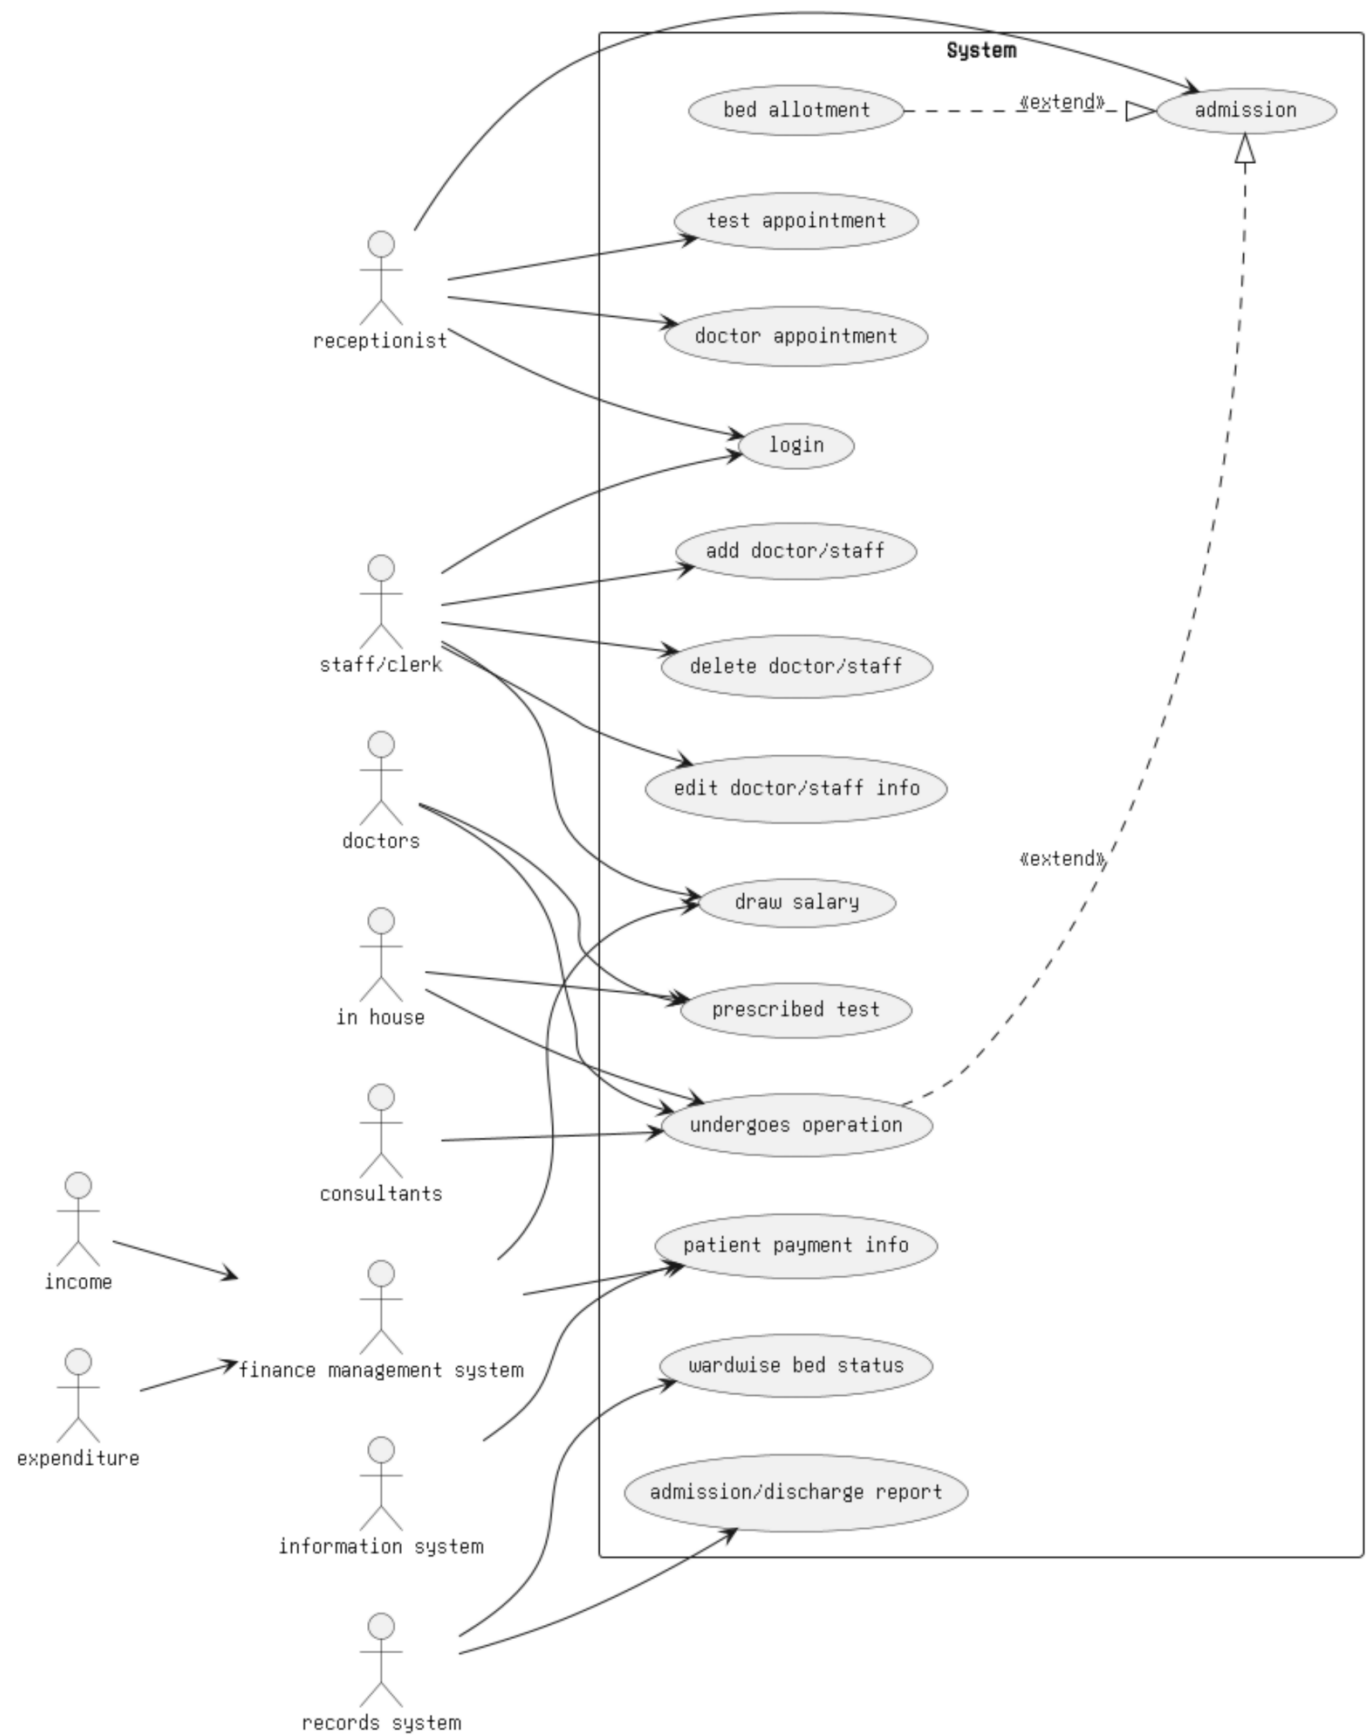 System
«extend»
bed allotment
admission
test appointment
receptionist
doctor appointment
login
add doctor/staff
staff/clerk
delete doctor/staff
edit doctor/staff info
doctors
«extend»
draw salary
prescribed test
in house
undergoes operation
consultants
patient payment info
income
finance management system
wardwise bed status
expenditure
admission/discharge report
information system
records system